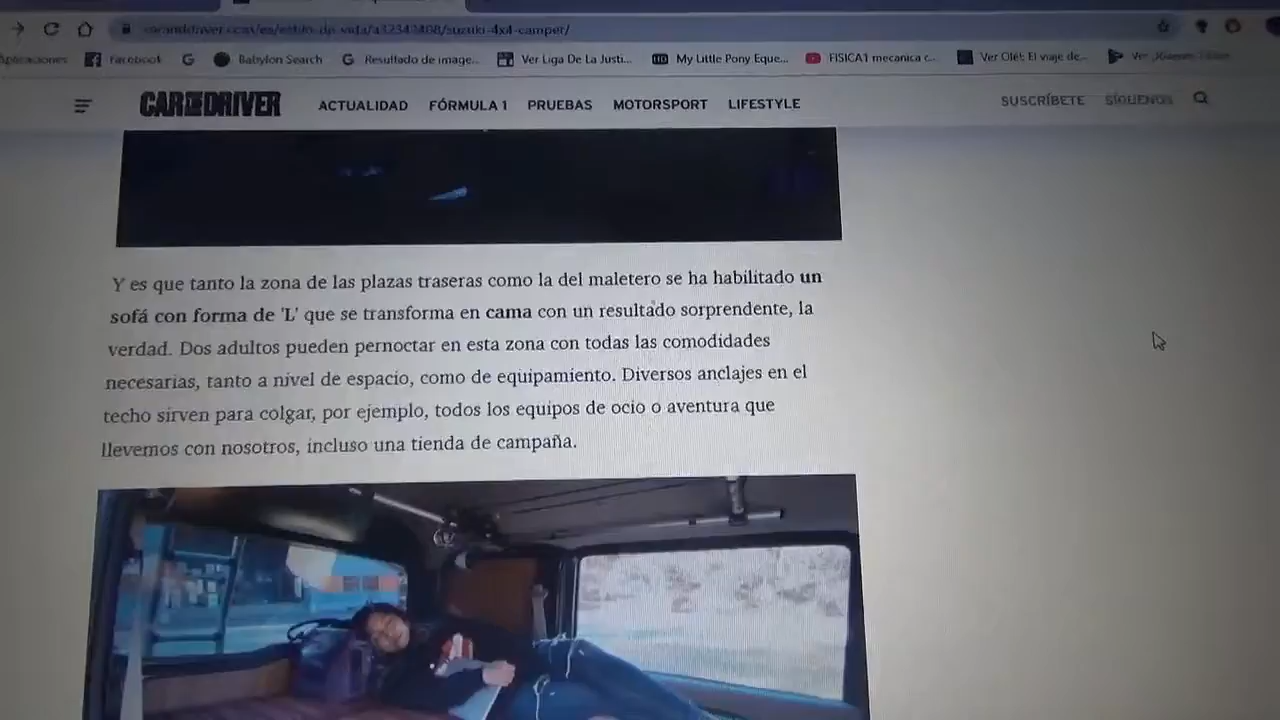 caranddriver.com/es/estilo-de-vida/a32340408/suzuki-4x4-camper/
Aplicaciones Facebook G Babylon Search G Resultado de image... Ver Liga De La Justi... My Little Pony Eque... FISICA1 mecanica c... Ver Olé: El viaje de... Ver
CAR AND DRIVER ACTUALIDAD FÓRMULA 1 PRUEBAS MOTORSPORT LIFESTYLE SUSCRÍBETE SÍGUENOS
Y es que tanto la zona de las plazas traseras como la del maletero se ha habilitado un
sofá con forma de 'L' que se transforma en cama con un resultado sorprendente, la
verdad. Dos adultos pueden pernoctar en esta zona con todas las comodidades
necesarias, tanto a nivel de espacio, como de equipamiento. Diversos anclajes en el
techo sirven para colgar, por ejemplo, todos los equipos de ocio o aventura que
llevemos con nosotros, incluso una tienda de campaña.